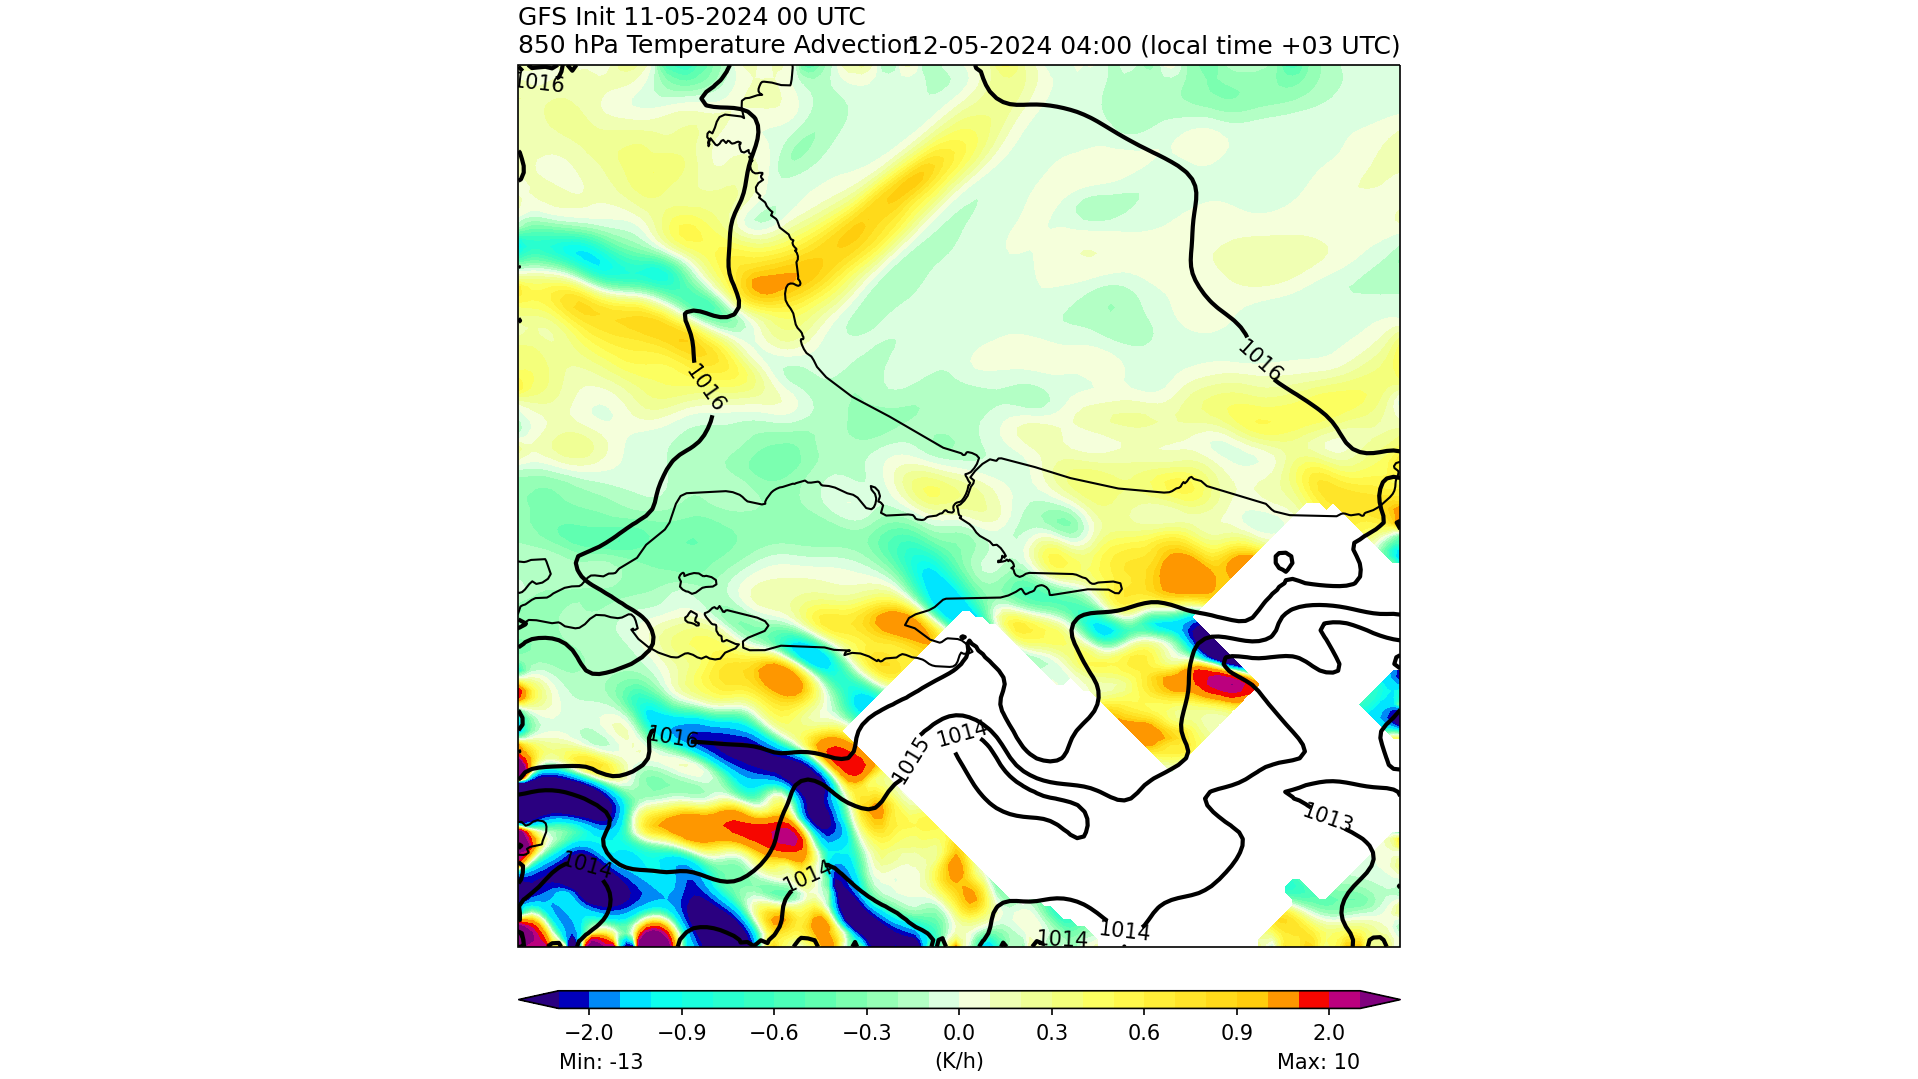 GFS Init 11-05-2024 00 UTC
850 hPa Temperature Advection
12-05-2024 04:00 (local time +03 UTC)
1016
1016
1016
1016
1014
1015
1013
1014
1014
1014
1014
−2.0 −0.9 −0.6 −0.3 0.0 0.3 0.6 0.9 2.0
Min: -13 (K/h) Max: 10